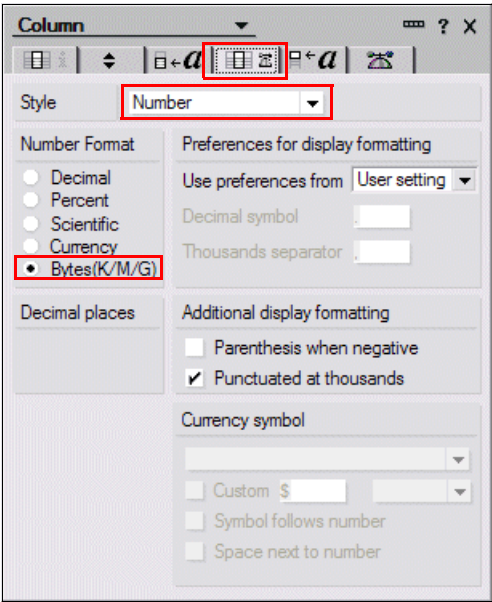 Column
? X
i a a
Style Number
Number Format
Decimal
Percent
Scientific
Currency
Bytes(K/M/G)
Preferences for display formatting
Use preferences from User setting
Decimal symbol .
Thousands separator ,
Decimal places
Additional display formatting
Parenthesis when negative
Punctuated at thousands
Currency symbol
Custom $
Symbol follows number
Space next to number